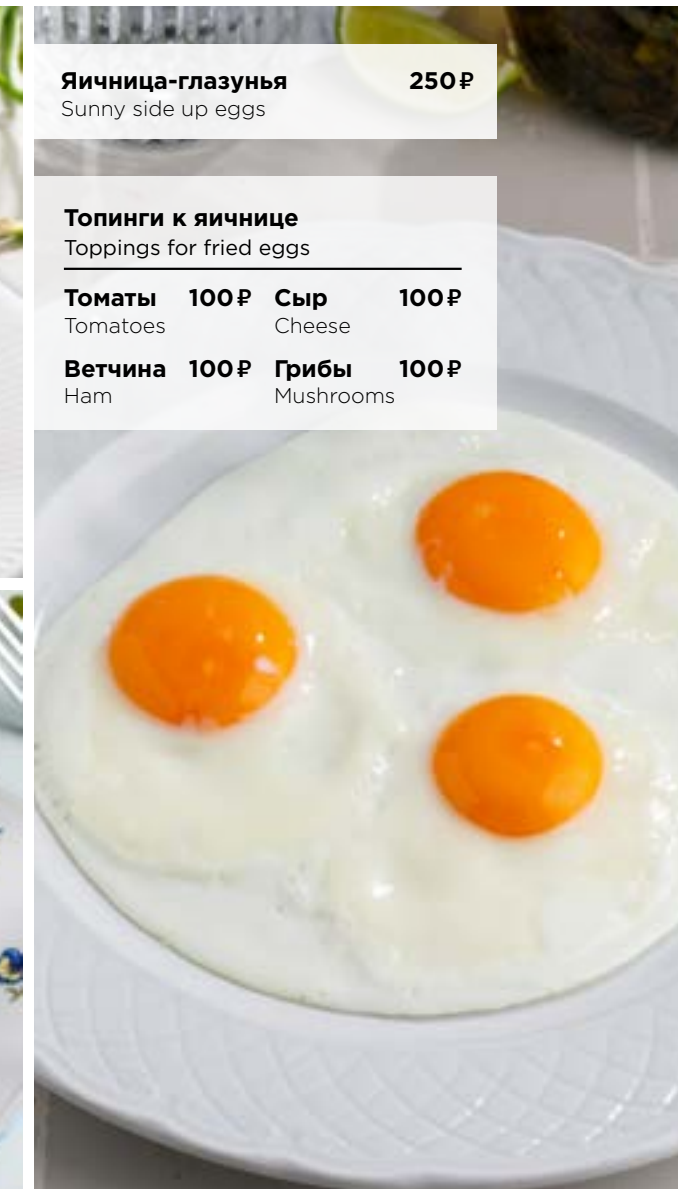 Яичница-глазунья 250₽
Sunny side up eggs
Топинги к яичнице
Toppings for fried eggs
Томаты 100₽ Сыр 100₽
Tomatoes Cheese
Ветчина 100₽ Грибы 100₽
Ham Mushrooms